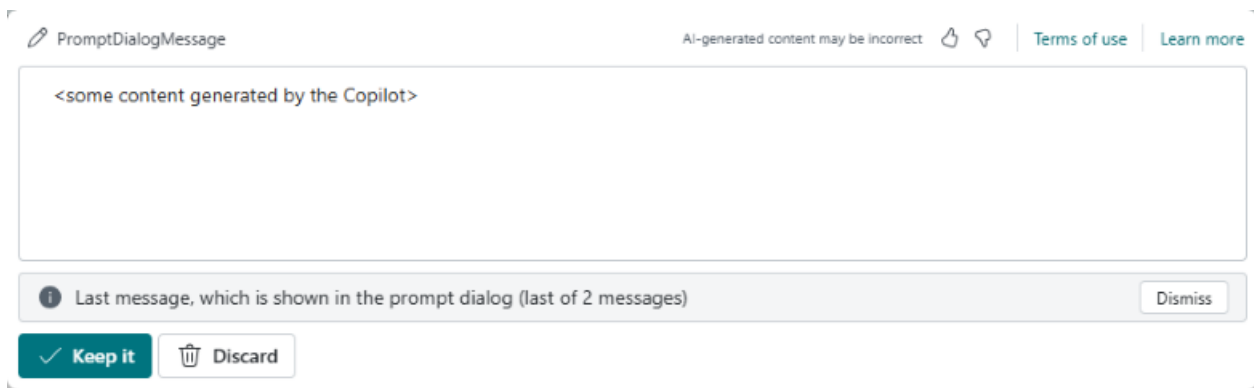 PromptDialogMessage
AI-generated content may be incorrect
Terms of use
Learn more
<some content generated by the Copilot>
Last message, which is shown in the prompt dialog (last of 2 messages)
Dismiss
Keep it
Discard